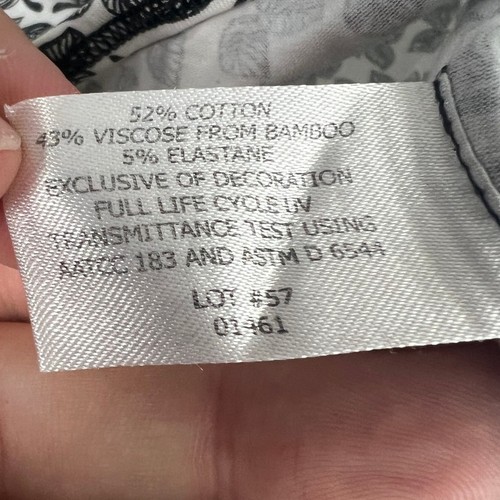 52% COTTON
43% VISCOSE FROM BAMBOO
5% ELASTANE
EXCLUSIVE OF DECORATION
FULL LIFE CYCLE UV
TRANSMITTANCE TEST USING
AATCC 183 AND ASTM D 6544
LOT #57
01461